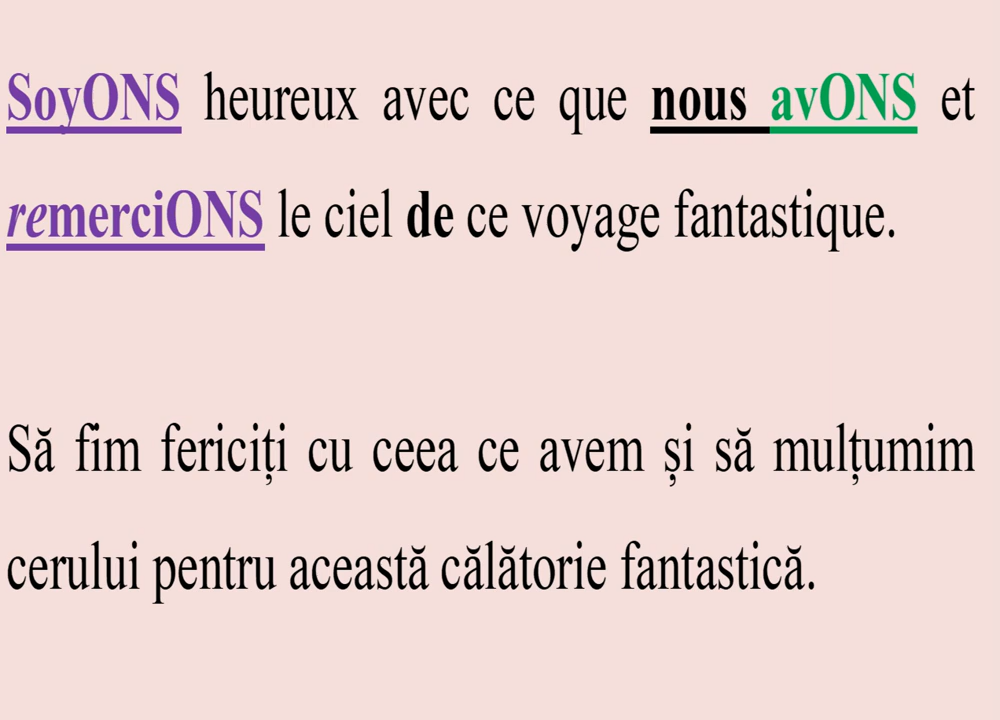 SoyONS heureux avec ce que nous avONS et
remerciONS le ciel de ce voyage fantastique.
Să fim fericiți cu ceea ce avem și să mulțumim
cerului pentru această călătorie fantastică.